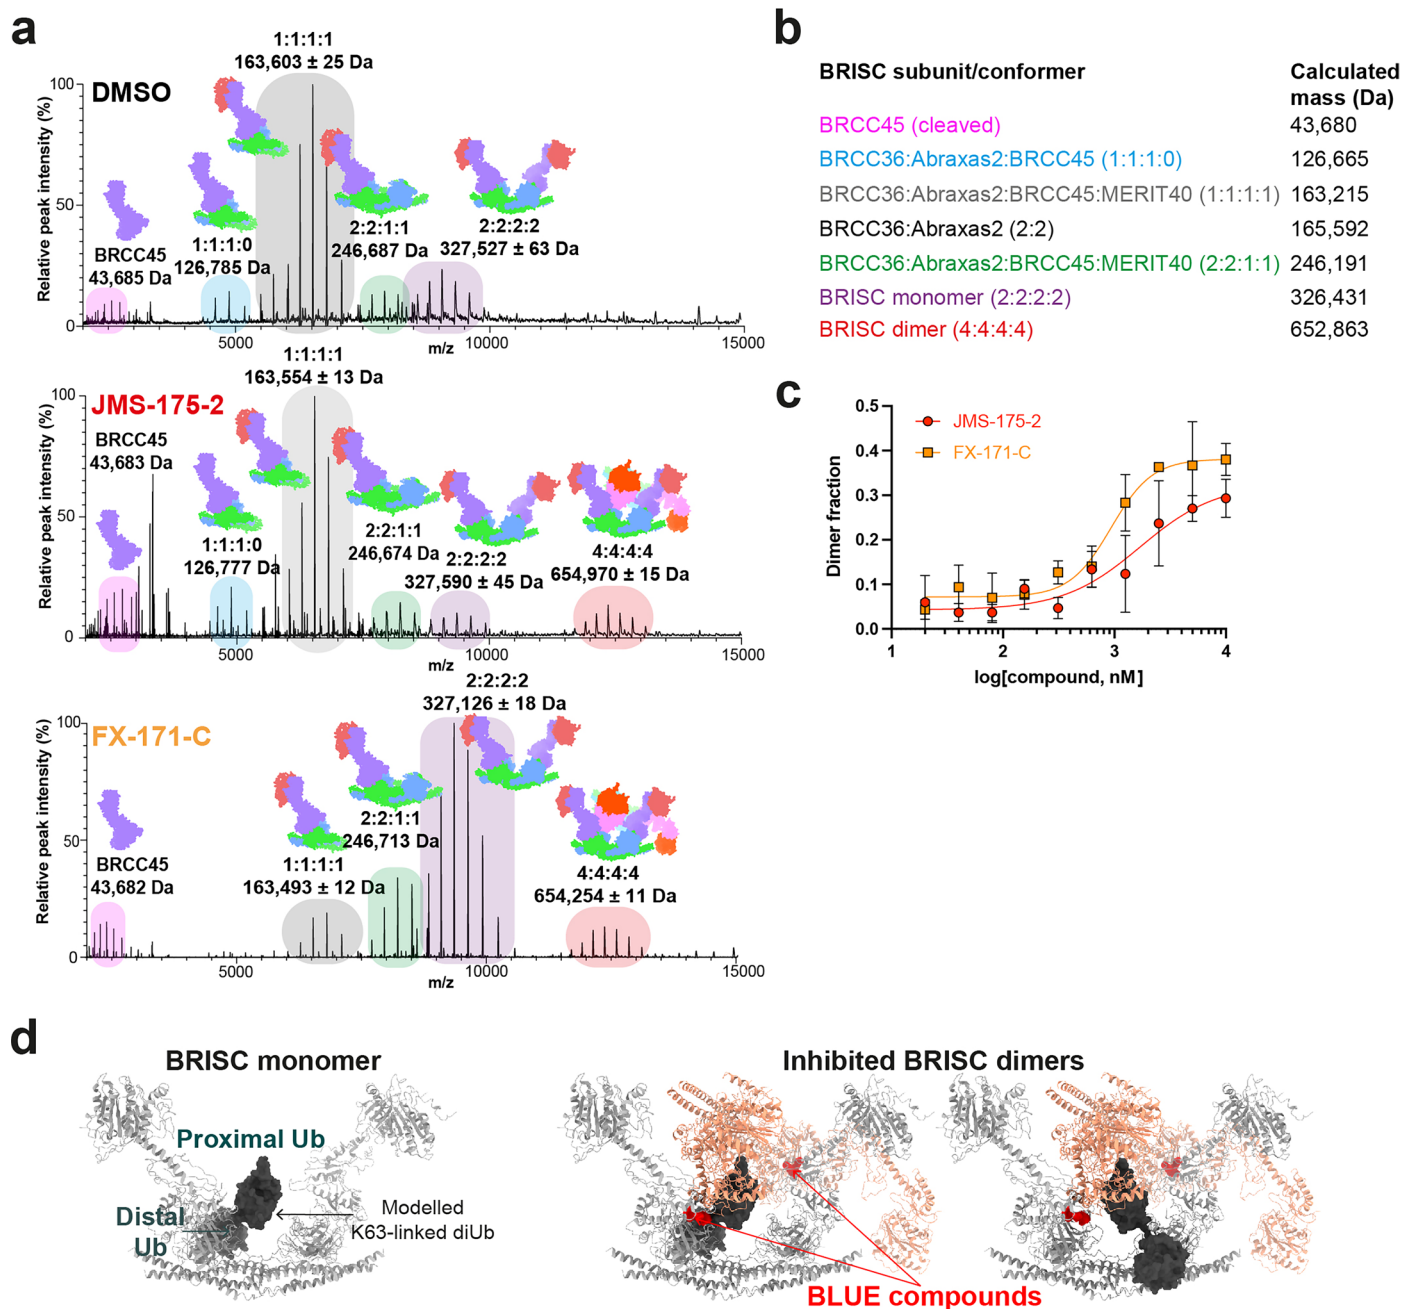 a
DMSO
Relative peak intensity (%)
100
50
0
5000
10000
15000
m/z
BRCC45
43,685 Da
1:1:1:0
126,785 Da
1:1:1:1
163,603 ± 25 Da
2:2:1:1
246,687 Da
2:2:2:2
327,527 ± 63 Da
JMS-175-2
Relative peak intensity (%)
100
50
0
5000
10000
15000
m/z
BRCC45
43,683 Da
1:1:1:0
126,777 Da
1:1:1:1
163,554 ± 13 Da
2:2:1:1
246,674 Da
2:2:2:2
327,590 ± 45 Da
4:4:4:4
654,970 ± 15 Da
FX-171-C
Relative peak intensity (%)
100
50
0
5000
10000
15000
m/z
BRCC45
43,682 Da
1:1:1:1
163,493 ± 12 Da
2:2:1:1
246,713 Da
2:2:2:2
327,126 ± 18 Da
4:4:4:4
654,254 ± 11 Da
b
BRISC subunit/conformer
Calculated
mass (Da)
BRCC45 (cleaved) 43,680
BRCC36:Abraxas2:BRCC45 (1:1:1:0) 126,665
BRCC36:Abraxas2:BRCC45:MERIT40 (1:1:1:1) 163,215
BRCC36:Abraxas2 (2:2) 165,592
BRCC36:Abraxas2:BRCC45:MERIT40 (2:2:1:1) 246,191
BRISC monomer (2:2:2:2) 326,431
BRISC dimer (4:4:4:4) 652,863
c
Dimer fraction
0.5
0.4
0.3
0.2
0.1
0.0
1
2
3
4
log[compound, nM]
JMS-175-2
FX-171-C
d
BRISC monomer
Proximal Ub
Distal
Ub
Modelled
K63-linked diUb
Inhibited BRISC dimers
BLUE compounds